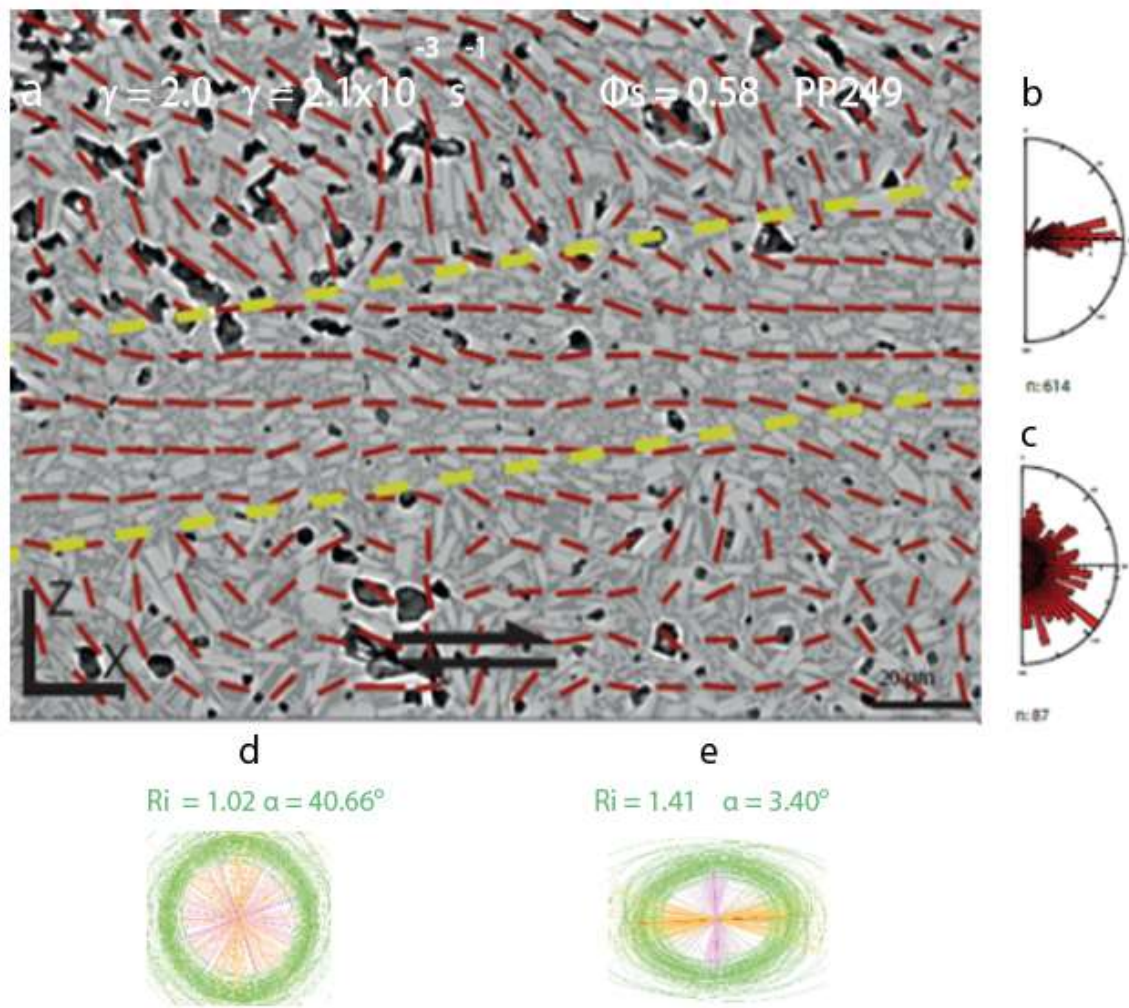 -3 -1
a γ = 2.0 γ = 2.1x10 s Φs = 0.58 PP249
b
n:614
c
n:87
Z
X
20 μm
d e
Ri = 1.02 α = 40.66° Ri = 1.41 α = 3.40°